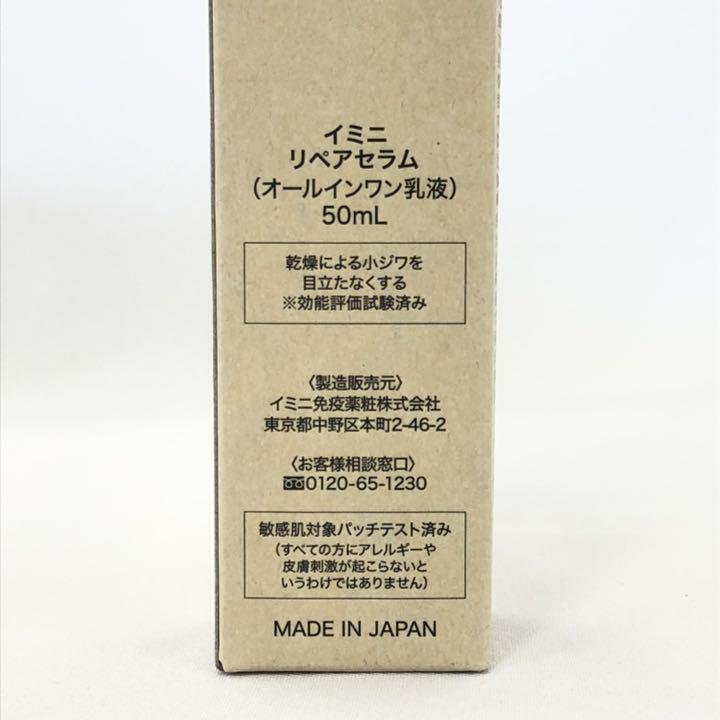 イミニ
リペアセラム
（オールインワン乳液）
50mL
乾燥による小ジワを
目立たなくする
※効能評価試験済み
〈製造販売元〉
イミニ免疫薬粧株式会社
東京都中野区本町2-46-2
〈お客様相談窓口〉
0120-65-1230
敏感肌対象パッチテスト済み
（すべての方にアレルギーや
皮膚刺激が起こらないと
いうわけではありません）
MADE IN JAPAN